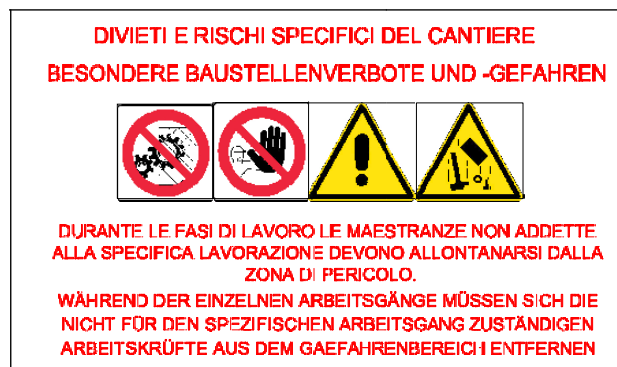 DIVIETI E RISCHI SPECIFICI DEL CANTIERE
BESONDERE BAUSTELLENVERBOTE UND -GEFAHREN
DURANTE LE FASI DI LAVORO LE MAESTRANZE NON ADDETTE
ALLA SPECIFICA LAVORAZIONE DEVONO ALLONTANARSI DALLA
ZONA DI PERICOLO.
WÄHREND DER EINZELNEN ARBEITSGÄNGE MÜSSEN SICH DIE
NICHT FÜR DEN SPEZIFISCHEN ARBEITSGANG ZUSTÄNDIGEN
ARBEITSKRÜFTE AUS DEM GAEFAHRENBEREICH ENTFERNEN